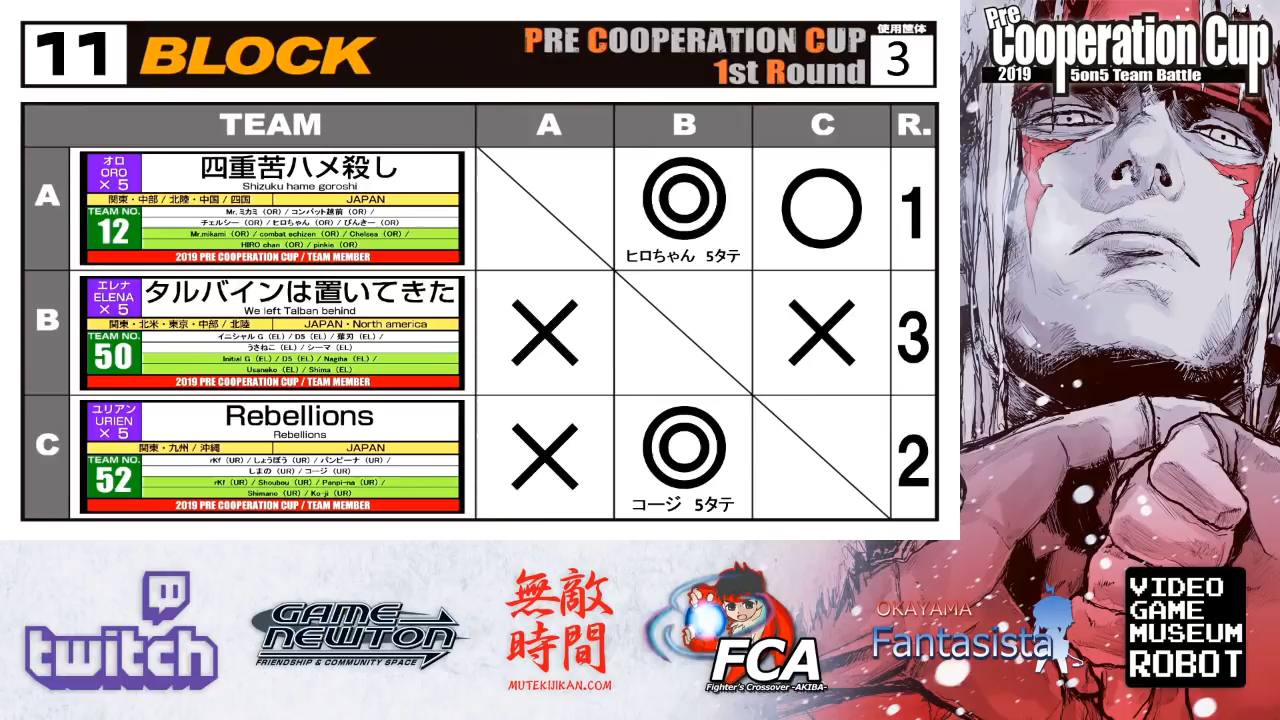 11 BLOCK
PRE COOPERATION CUP
1st Round
使用筐体
3
Pre
Cooperation Cup
2019 5on5 Team Battle
TEAM A B C R.
A
オロ
ORO
× 5
四重苦ハメ殺し
Shizuku hame goroshi
関東・中部 / 北陸・中国 / 四国 JAPAN
TEAM NO.
12
Mr.ミカミ (OR) / コンバット越前 (OR) /
チェルシー (OR) / ヒロちゃん (OR) / ぴんきー (OR)
Mr.mikami (OR) / combat echizen (OR) / Chelsea (OR) /
HIRO chan (OR) / pinkie (OR)
2019 PRE COOPERATION CUP / TEAM MEMBER
◎
ヒロちゃん 5タテ
○
1
B
エレナ
ELENA
× 5
タルバインは置いてきた
We left Talban behind
関東・北米・東京・中部 / 北陸 JAPAN・North america
TEAM NO.
50
イニシャル G (EL) / D5 (EL) / 薙刃 (EL) /
うさねこ (EL) / シーマ (EL)
Initial G (EL) / D5 (EL) / Nagiha (EL) /
Usaneko (EL) / Shima (EL)
2019 PRE COOPERATION CUP / TEAM MEMBER
×
×
3
C
ユリアン
URIEN
× 5
Rebellions
Rebellions
関東・九州 / 沖縄 JAPAN
TEAM NO.
52
rKf (UR) / しょうぼう (UR) / パンピーナ (UR) /
しまの (UR) / コージ (UR)
rKf (UR) / Shoubou (UR) / Panpi-na (UR) /
Shimano (UR) / Ko-ji (UR)
2019 PRE COOPERATION CUP / TEAM MEMBER
×
◎
コージ 5タテ
2
twitch
GAME
NEWTON
FRIENDSHIP & COMMUNITY SPACE
無敵
時間
MUTEKIJIKAN.COM
FCA
Fighter's Crossover -AKIBA-
OKAYAMA
Fantasista
VIDEO
GAME
MUSEUM
ROBOT